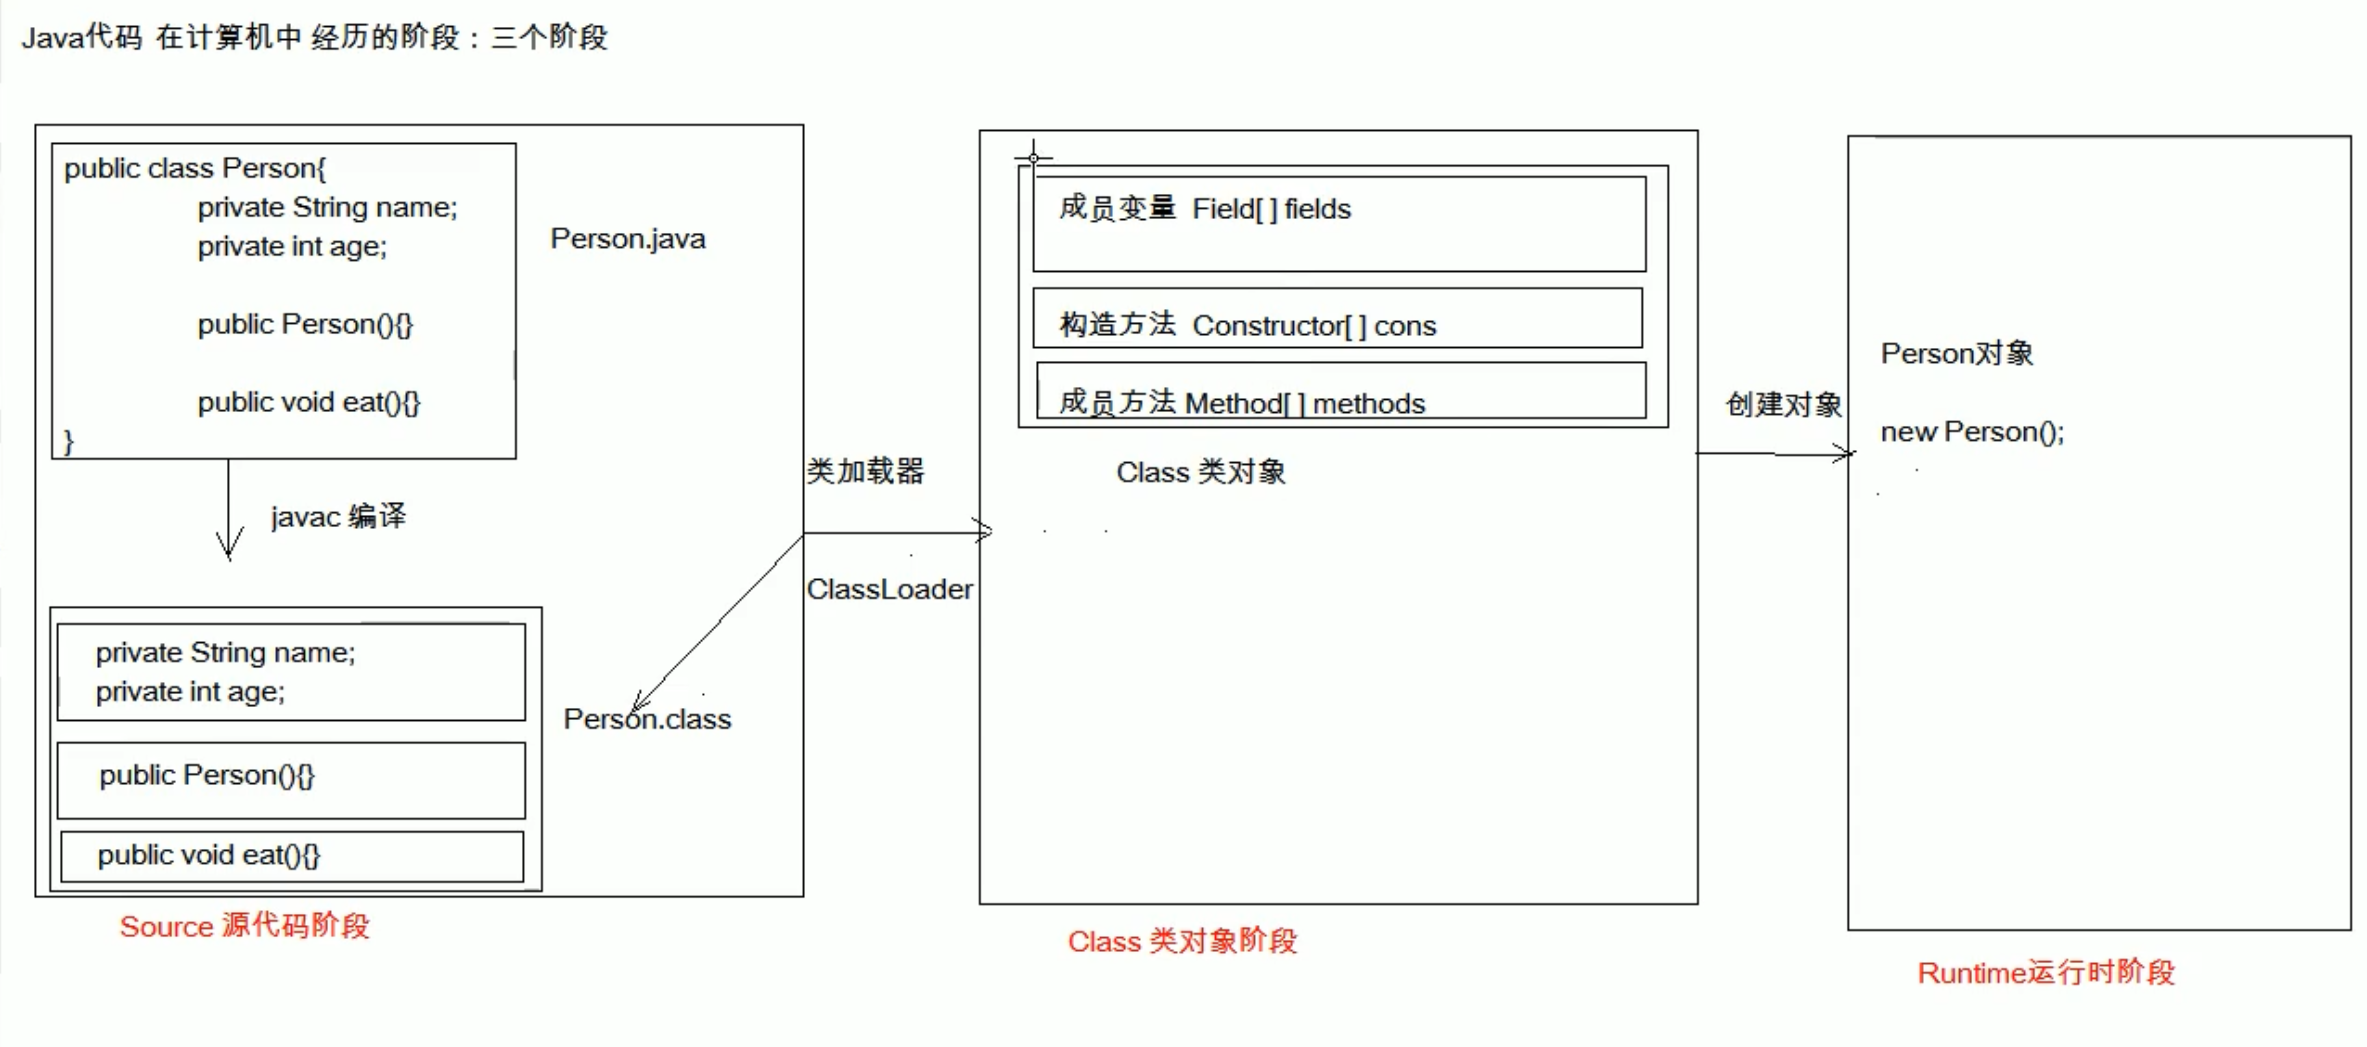 Java代码 在计算机中 经历的阶段：三个阶段
public class Person{
private String name;
private int age;
public Person(){}
public void eat(){}
}
Person.java
javac 编译
private String name;
private int age;
public Person(){}
public void eat(){}
Person.class
Source 源代码阶段
类加载器
ClassLoader
成员变量 Field[ ] fields
构造方法 Constructor[ ] cons
成员方法 Method[ ] methods
Class 类对象
Class 类对象阶段
创建对象
Person对象
new Person();
Runtime运行时阶段